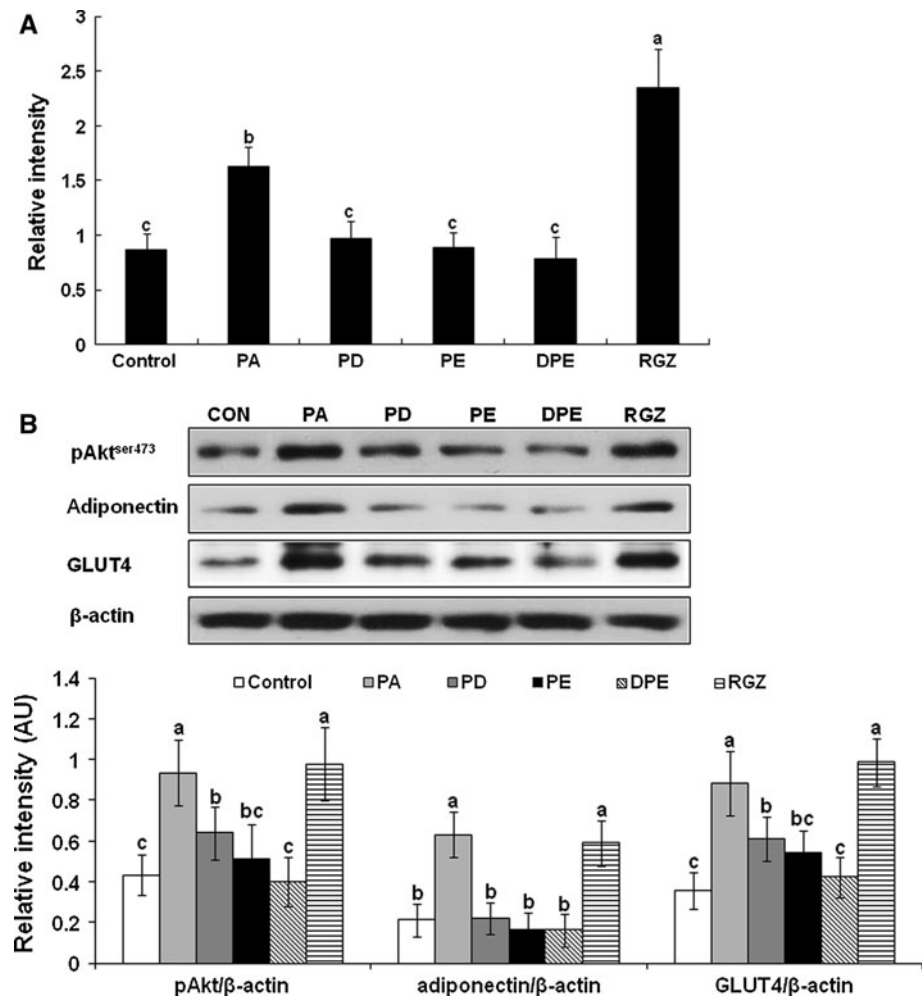 A
Relative intensity
3
2.5
2
1.5
1
0.5
0
c
b
c
c
c
a
Control PA PD PE DPE RGZ
B
CON PA PD PE DPE RGZ
pAktser473
Adiponectin
GLUT4
β-actin
Control PA PD PE DPE RGZ
Relative intensity (AU)
1.4
1.2
1
0.8
0.6
0.4
0.2
0
c a b bc c a
b a b b b a
c a b bc c a
pAkt/β-actin adiponectin/β-actin GLUT4/β-actin